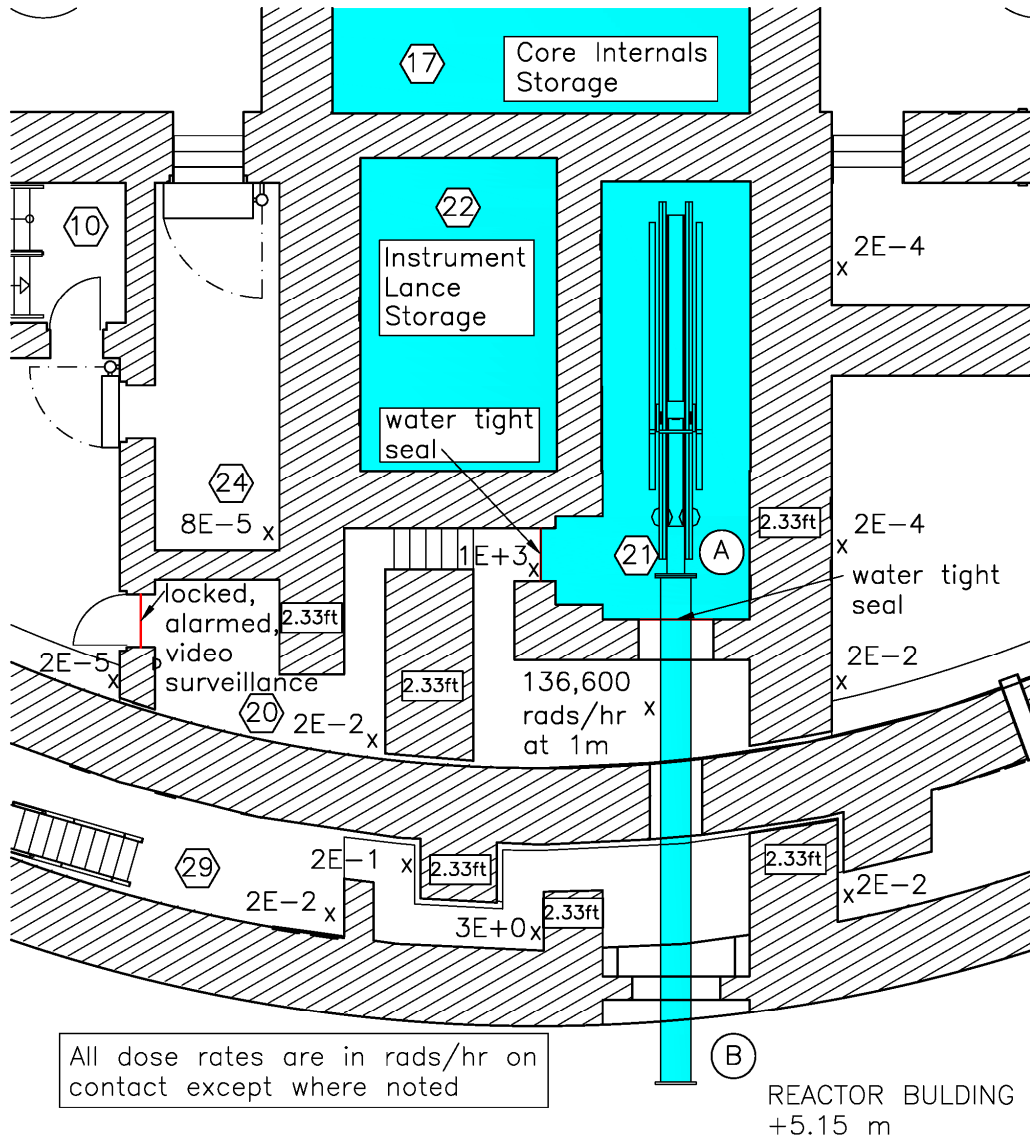 17
Core Internals
Storage
10
22
2E-4
Instrument
Lance
Storage
water tight
seal
24
8E-5 x
2.33ft
2E-4
x
1E+3
x
21
A
water tight
seal
locked,
alarmed,
video
surveillance
2.33ft
2E-5
x
2.33ft
136,600
rads/hr
at 1m
x
2E-2
x
20
2E-2
x
29
2E-1
x
2.33ft
2.33ft
2E-2
x
2E-2
x
3E+0x
2.33ft
All dose rates are in rads/hr on
contact except where noted
B
REACTOR BUILDING
+5.15 m